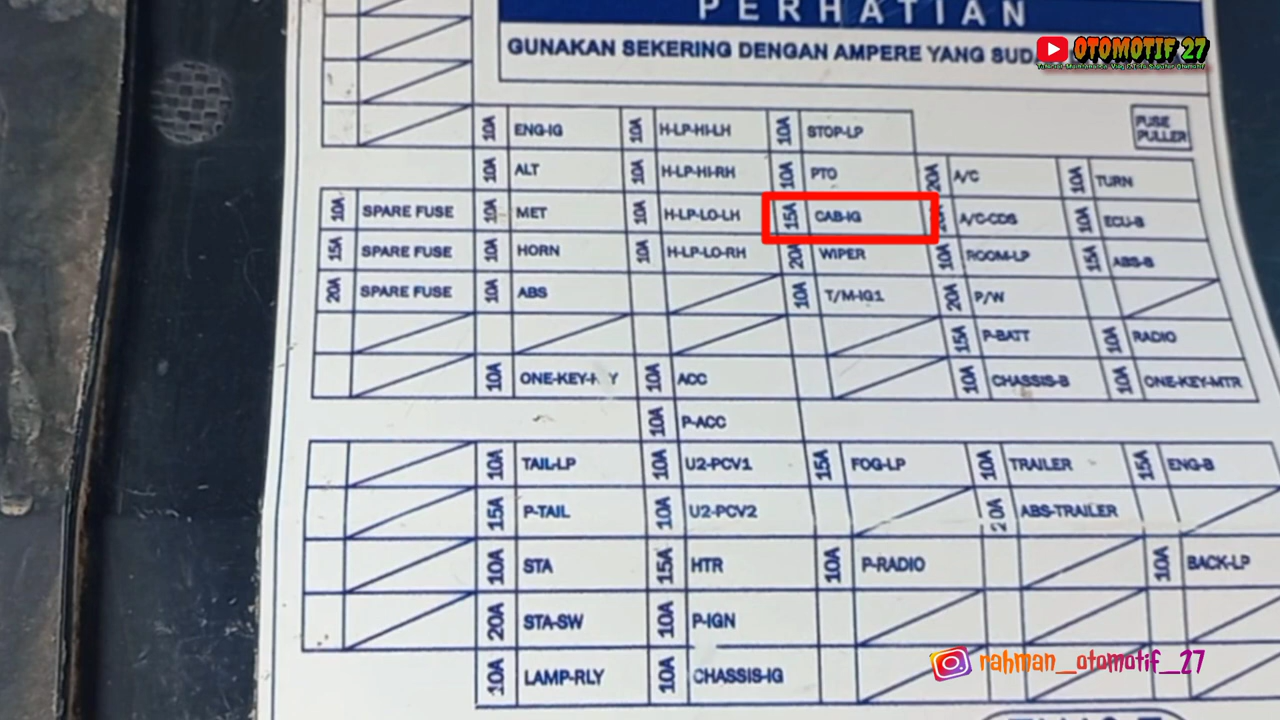 PERHATIAN
GUNAKAN SEKERING DENGAN AMPERE YANG
OTOMOTIF 27
FUSE PULLER
10A ENG-IG 10A H-LP-HI-LH 10A STOP-LP
10A ALT 10A H-LP-HI-RH 10A PTO 20A A/C 10A TURN
10A SPARE FUSE 10A MET 10A H-LP-LO-LH 15A CAB-IG A/C-CDS 10A ECU-B
15A SPARE FUSE 10A HORN 10A H-LP-LO-RH 20A WIPER 10A ROOM-LP 15A ABS-B
20A SPARE FUSE 10A ABS 10A T/M-IG1 20A P/W
15A P-BATT 10A RADIO
10A 10A ACC 10A CHASSIS-B 10A ONE-KEY-MTR
10A P-ACC
10A TAIL-LP 10A U2-PCV1 15A FOG-LP 10A TRAILER 15A ENG-B
15A P-TAIL 10A U2-PCV2 20A ABS-TRAILER
10A STA 15A HTR 10A P-RADIO 10A BACK-LP
20A STA-SW 10A P-IGN
10A LAMP-RLY 10A CHASSIS-IG
rahman_otomotif_27